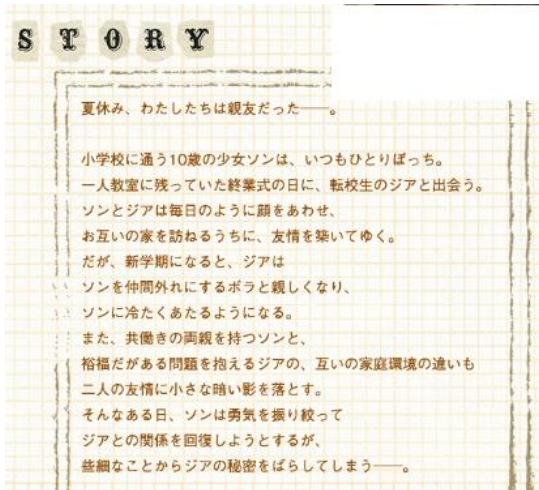 STORY
夏休み、わたしたちは親友だった──。
小学校に通う10歳の少女ソンは、いつもひとりぼっち。
一人教室に残っていた終業式の日に、転校生のジアと出会う。
ソンとジアは毎日のように顔をあわせ、
お互いの家を訪ねるうちに、友情を築いてゆく。
だが、新学期になると、ジアは
ソンを仲間外れにするボラと親しくなり、
ソンに冷たくあたるようになる。
また、共働きの両親を持つソンと、
裕福だがある問題を抱えるジアの、互いの家庭環境の違いも
二人の友情に小さな暗い影を落とす。
そんなある日、ソンは勇気を振り絞って
ジアとの関係を回復しようとするが、
些細なことからジアの秘密をばらしてしまう──。